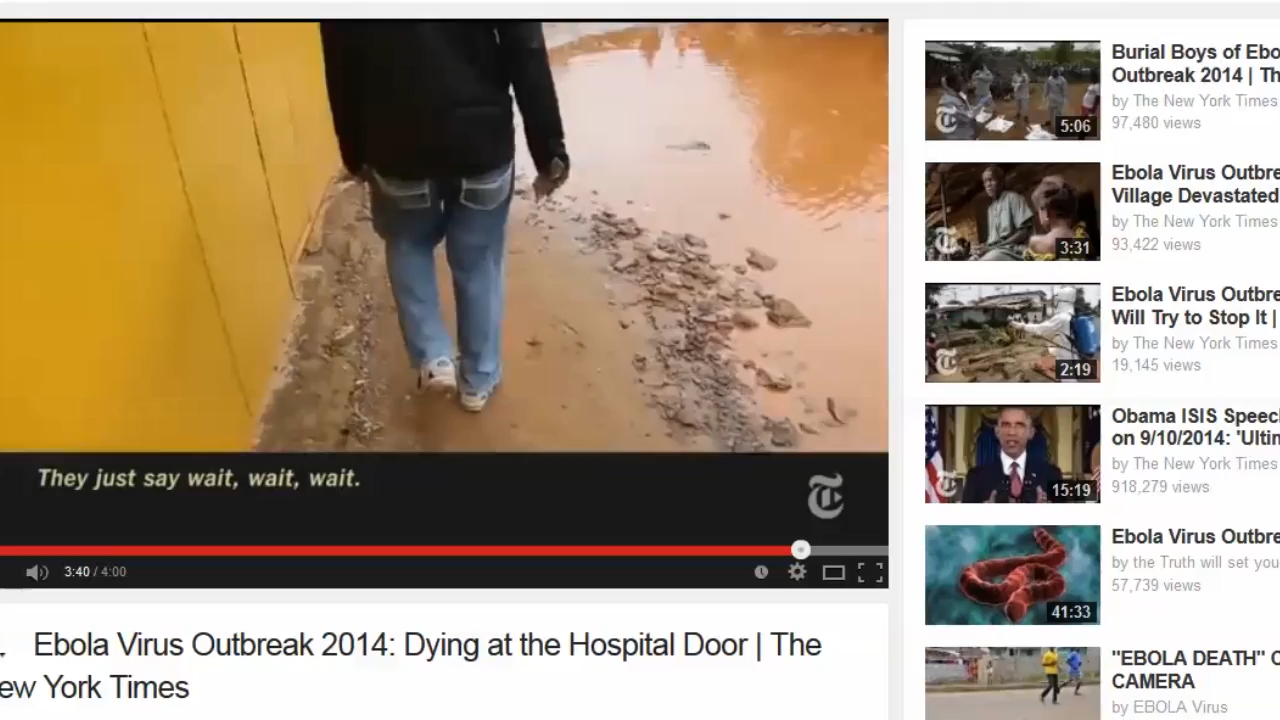 They just say wait, wait, wait.
3:40 / 4:00
Ebola Virus Outbreak 2014: Dying at the Hospital Door | The
ew York Times
5:06
Burial Boys of Ebo
Outbreak 2014 | Th
by The New York Times
97,480 views
3:31
Ebola Virus Outbre
Village Devastated
by The New York Times
93,422 views
2:19
Ebola Virus Outbre
Will Try to Stop It |
by The New York Times
19,145 views
15:19
Obama ISIS Speech
on 9/10/2014: 'Ultim
by The New York Times
918,279 views
41:33
Ebola Virus Outbre
by the Truth will set you
57,739 views
"EBOLA DEATH" C
CAMERA
by EBOLA Virus